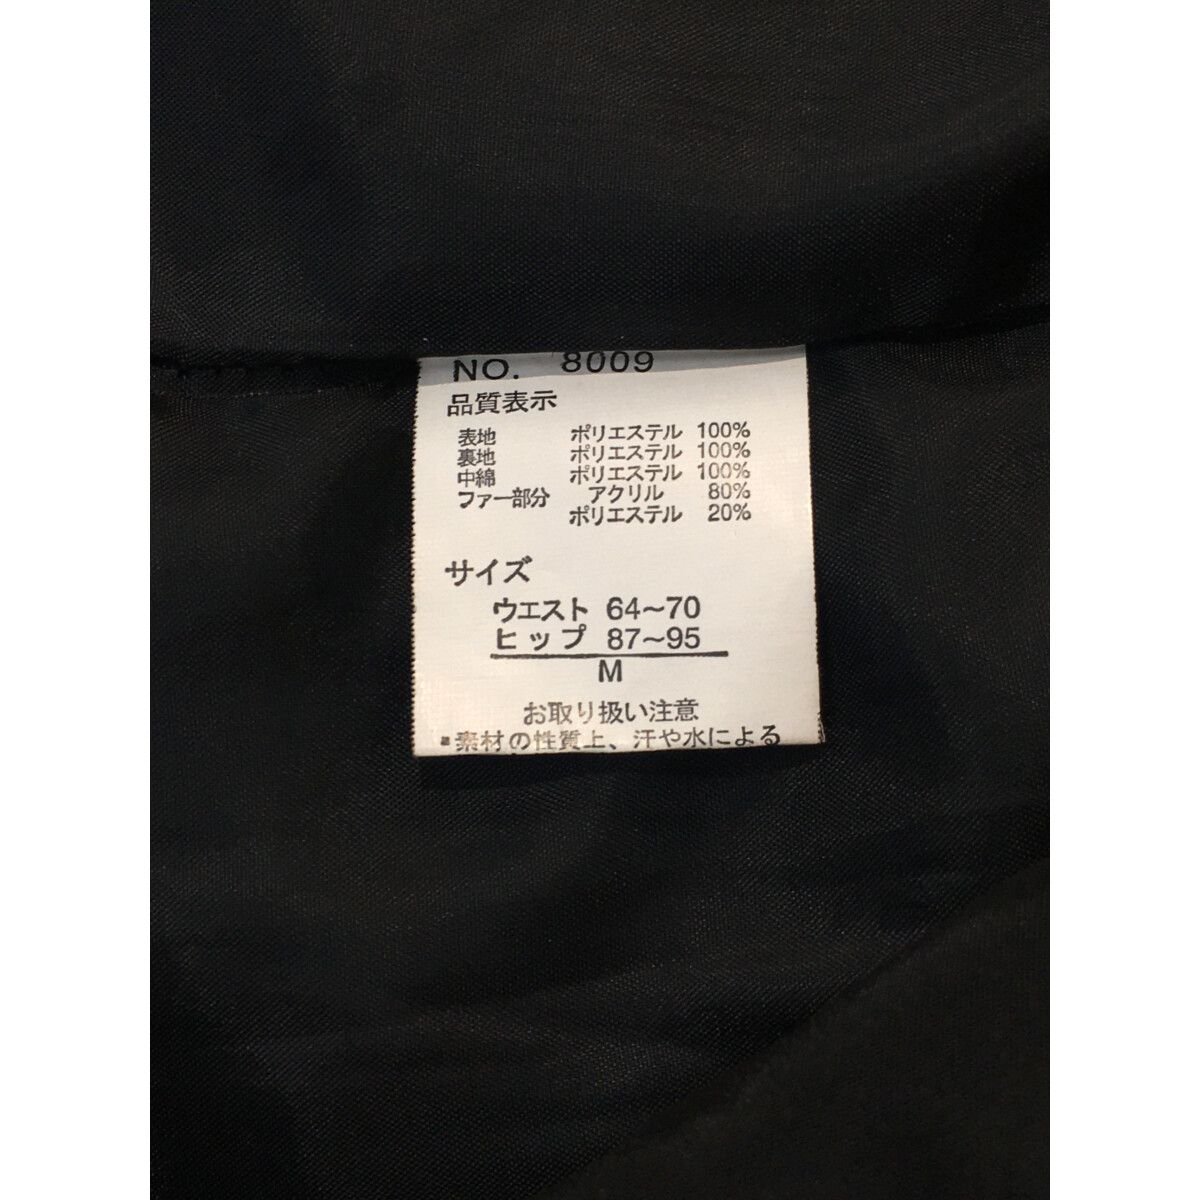 NO. 8009
品質表示
表地 ポリエステル 100%
裏地 ポリエステル 100%
中綿 ポリエステル 100%
ファー部分 アクリル 80%
ポリエステル 20%
サイズ
ウエスト 64~70
ヒップ 87~95
M
お取り扱い注意
▪素材の性質上、汗や水による